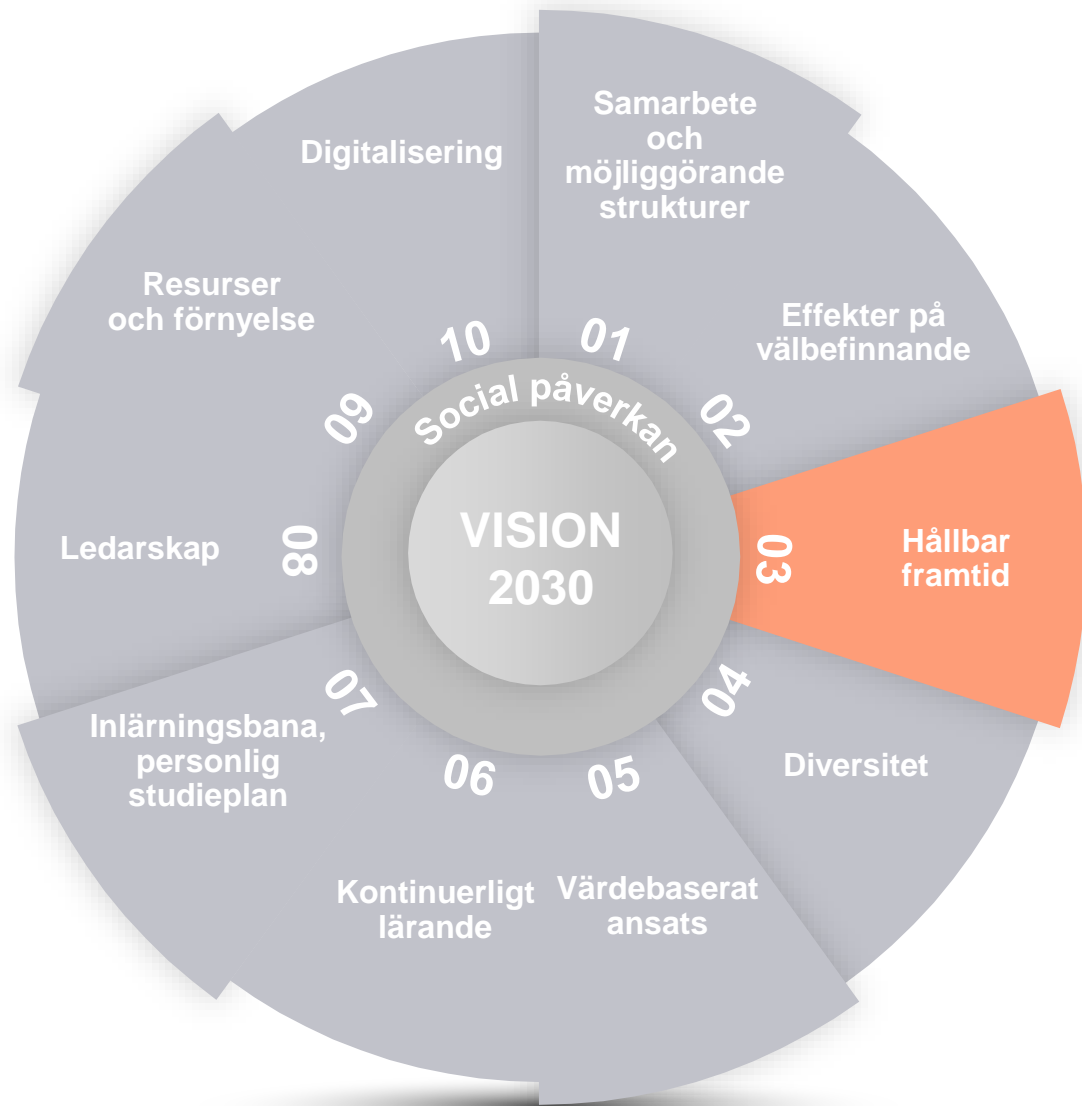 Samarbete
och
möjliggörande
strukturer
01
Effekter på
välbefinnande
02
Hållbar
framtid
03
Diversitet
04
Värdebaserat
ansats
05
Kontinuerligt
lärande
06
Inlärningsbana,
personlig
studieplan
07
Ledarskap
08
Resurser
och förnyelse
09
Digitalisering
10
Social påverkan
VISION
2030